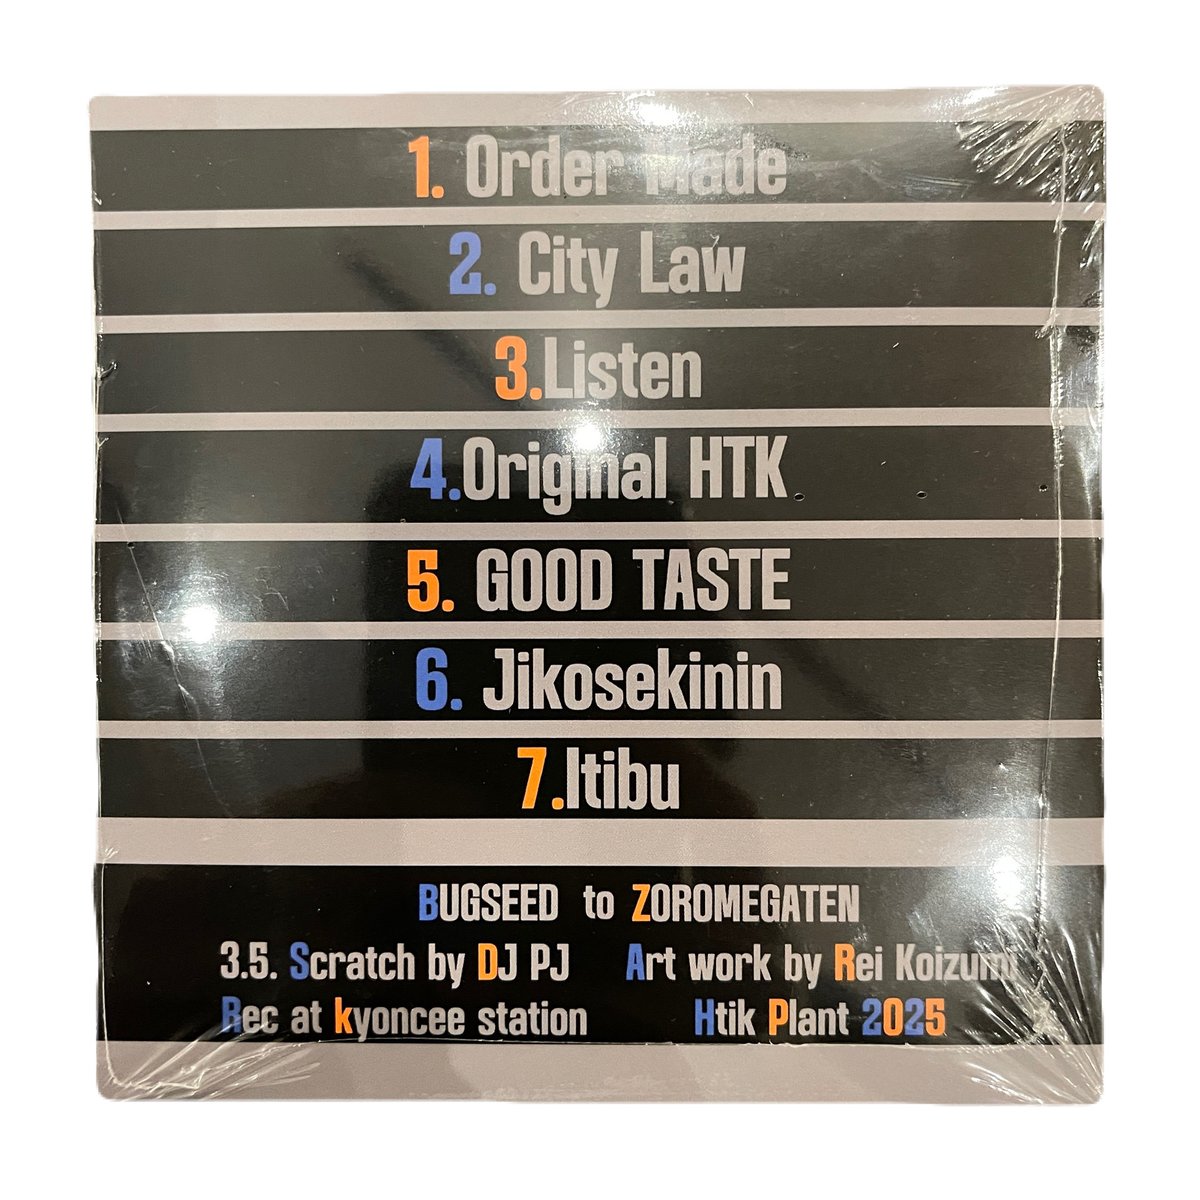 1. Order Made
2. City Law
3.Listen
4.Original HTK
5. GOOD TASTE
6. Jikosekinin
7.Itibu
BUGSEED to ZOROMEGATEN
3.5. Scratch by DJ PJ Art work by Rei Koizumi
Rec at kyoncee station Htik Plant 2025